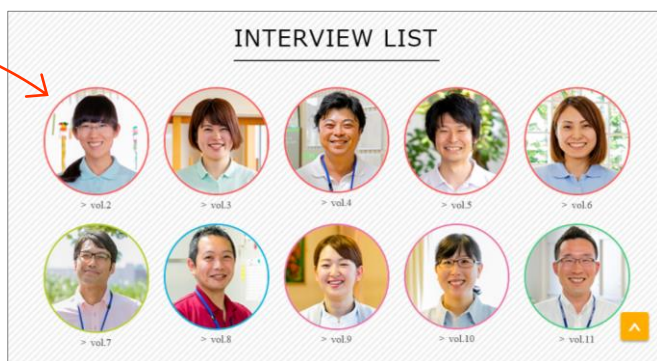 INTERVIEW LIST
> vol.2 > vol.3 > vol.4 > vol.5 > vol.6
> vol.7 > vol.8 > vol.9 > vol.10 > vol.11